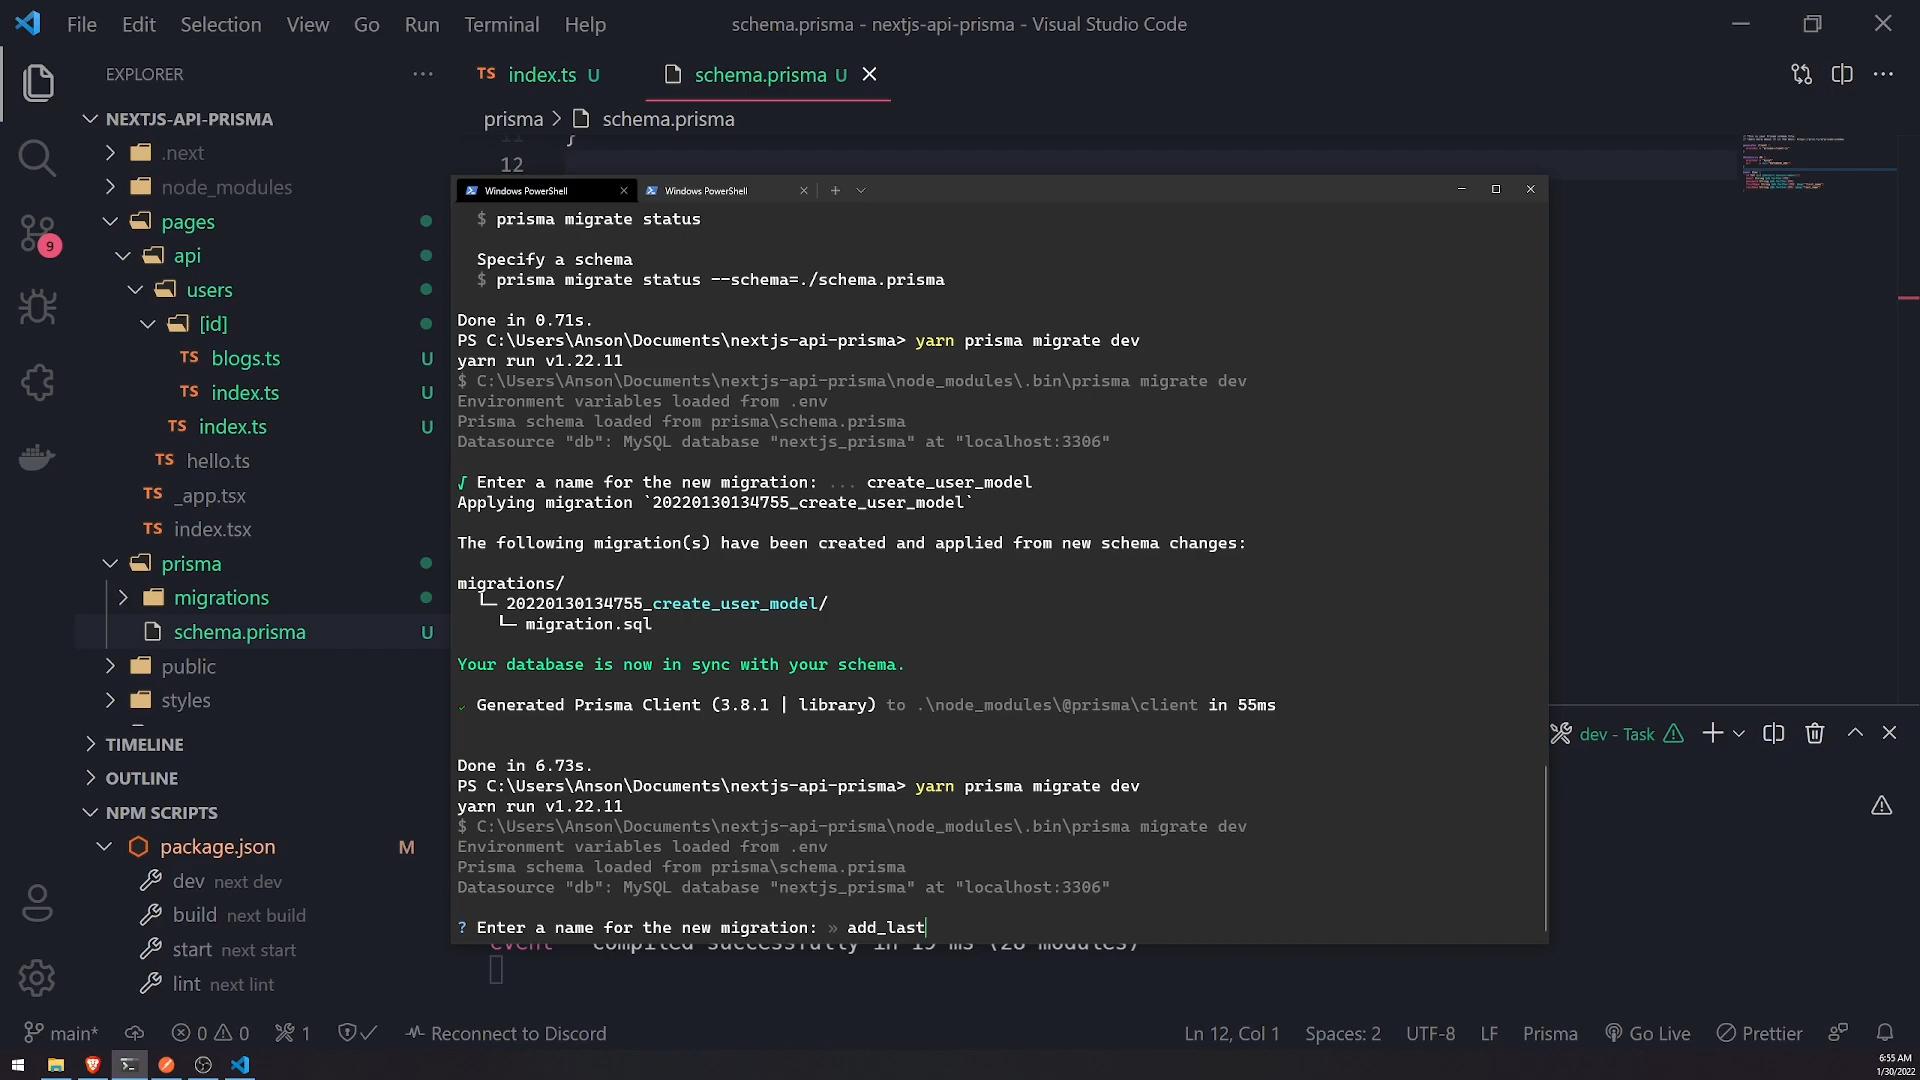 File Edit Selection View Go Run Terminal Help
schema.prisma - nextjs-api-prisma - Visual Studio Code
EXPLORER
NEXTJS-API-PRISMA
.next
node_modules
pages
api
users
[id]
TS blogs.ts U
TS index.ts U
TS index.ts U
TS hello.ts
TS _app.tsx
TS index.tsx
prisma
migrations
schema.prisma U
public
styles
TIMELINE
OUTLINE
NPM SCRIPTS
package.json M
dev next dev
build next build
start next start
lint next lint
9
TS index.ts U
schema.prisma U
prisma > schema.prisma
11 }
12
Windows PowerShell
Windows PowerShell
$ prisma migrate status
Specify a schema
$ prisma migrate status --schema=./schema.prisma
Done in 0.71s.
PS C:\Users\Anson\Documents\nextjs-api-prisma> yarn prisma migrate dev
yarn run v1.22.11
$ C:\Users\Anson\Documents\nextjs-api-prisma\node_modules\.bin\prisma migrate dev
Environment variables loaded from .env
Prisma schema loaded from prisma\schema.prisma
Datasource "db": MySQL database "nextjs_prisma" at "localhost:3306"
√ Enter a name for the new migration: ... create_user_model
Applying migration `20220130134755_create_user_model`
The following migration(s) have been created and applied from new schema changes:
migrations/
└─ 20220130134755_create_user_model/
└─ migration.sql
Your database is now in sync with your schema.
✓ Generated Prisma Client (3.8.1 | library) to .\node_modules\@prisma\client in 55ms
Done in 6.73s.
PS C:\Users\Anson\Documents\nextjs-api-prisma> yarn prisma migrate dev
yarn run v1.22.11
$ C:\Users\Anson\Documents\nextjs-api-prisma\node_modules\.bin\prisma migrate dev
Environment variables loaded from .env
Prisma schema loaded from prisma\schema.prisma
Datasource "db": MySQL database "nextjs_prisma" at "localhost:3306"
? Enter a name for the new migration: » add_last
event - compiled successfully in 19 ms (28 modules)
dev - Task
main* 0 0 1 Reconnect to Discord
Ln 12, Col 1 Spaces: 2 UTF-8 LF Prisma Go Live Prettier
6:55 AM
1/30/2022